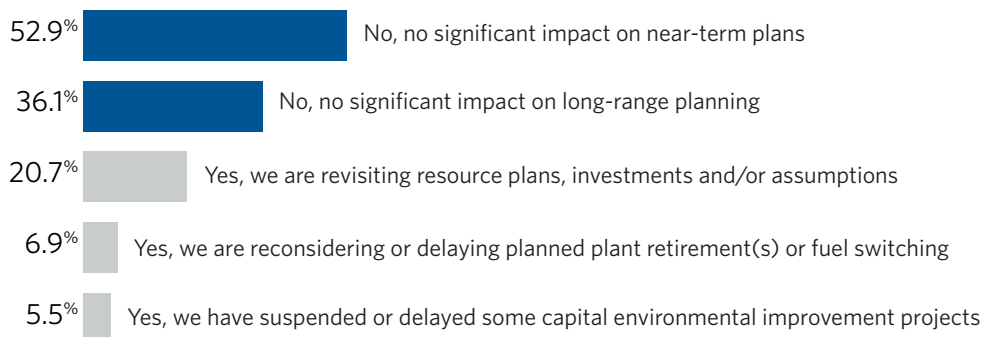 52.9% No, no significant impact on near-term plans
36.1% No, no significant impact on long-range planning
20.7% Yes, we are revisiting resource plans, investments and/or assumptions
6.9% Yes, we are reconsidering or delaying planned plant retirement(s) or fuel switching
5.5% Yes, we have suspended or delayed some capital environmental improvement projects